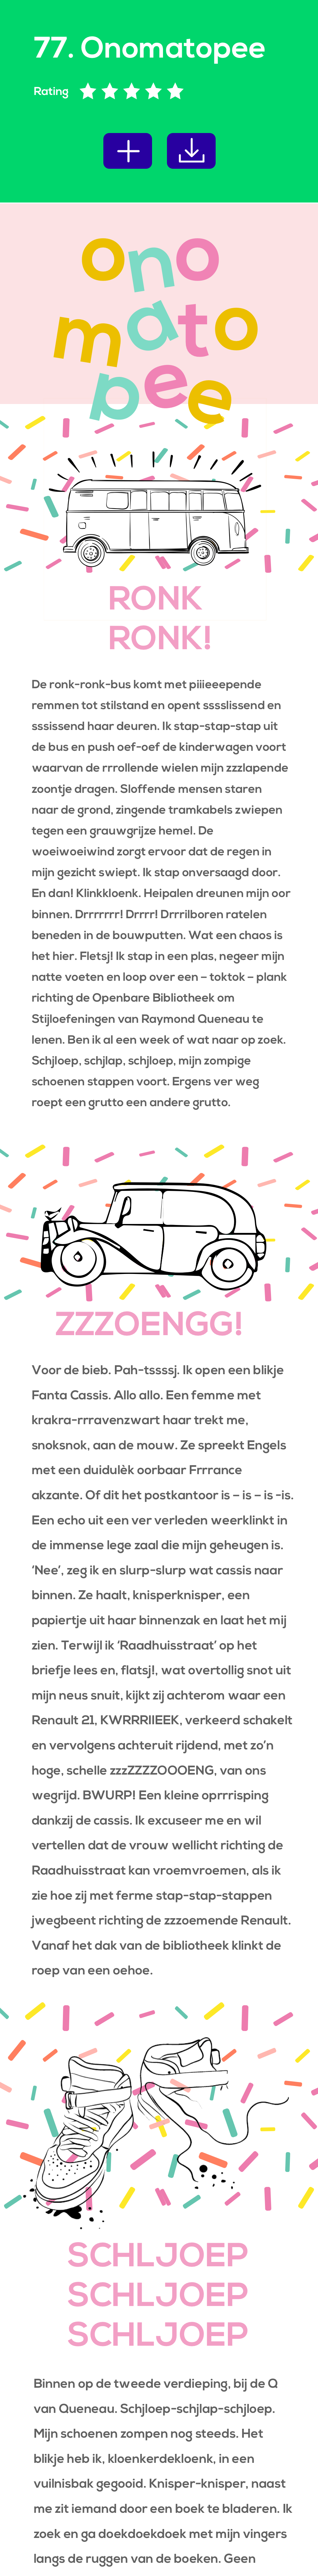 77. Onomatopee
Rating
ono
mato
pee
RONK
RONK!
De ronk-ronk-bus komt met piiieeepende
remmen tot stilstand en opent sssslissend en
sssissend haar deuren. Ik stap-stap-stap uit
de bus en push oef-oef de kinderwagen voort
waarvan de rrrollende wielen mijn zzzlapende
zoontje dragen. Sloffende mensen staren
naar de grond, zingende tramkabels zwiepen
tegen een grauwgrijze hemel. De
woeiwoeiwind zorgt ervoor dat de regen in
mijn gezicht swiept. Ik stap onversaagd door.
En dan! Klinkkloenk. Heipalen dreunen mijn oor
binnen. Drrrrrrr! Drrrr! Drrrilboren ratelen
beneden in de bouwputten. Wat een chaos is
het hier. Fletsj! Ik stap in een plas, negeer mijn
natte voeten en loop over een – toktok – plank
richting de Openbare Bibliotheek om
Stijloefeningen van Raymond Queneau te
lenen. Ben ik al een week of wat naar op zoek.
Schjloep, schjlap, schjloep, mijn zompige
schoenen stappen voort. Ergens ver weg
roept een grutto een andere grutto.
ZZZOENGG!
Voor de bieb. Pah-tssssj. Ik open een blikje
Fanta Cassis. Allo allo. Een femme met
krakra-rrravenzwart haar trekt me,
snoksnok, aan de mouw. Ze spreekt Engels
met een duidulèk oorbaar Frrrance
akzante. Of dit het postkantoor is – is – is -is.
Een echo uit een ver verleden weerklinkt in
de immense lege zaal die mijn geheugen is.
‘Nee’, zeg ik en slurp-slurp wat cassis naar
binnen. Ze haalt, knisperknisper, een
papiertje uit haar binnenzak en laat het mij
zien. Terwijl ik ‘Raadhuisstraat’ op het
briefje lees en, flatsj!, wat overtollig snot uit
mijn neus snuit, kijkt zij achterom waar een
Renault 21, KWRRRIIEEK, verkeerd schakelt
en vervolgens achteruit rijdend, met zo’n
hoge, schelle zzzZZZZOOOENG, van ons
wegrijd. BWURP! Een kleine oprrrisping
dankzij de cassis. Ik excuseer me en wil
vertellen dat de vrouw wellicht richting de
Raadhuisstraat kan vroemvroemen, als ik
zie hoe zij met ferme stap-stap-stappen
jwegbeent richting de zzzoemende Renault.
Vanaf het dak van de bibliotheek klinkt de
roep van een oehoe.
SCHLJOEP
SCHLJOEP
SCHLJOEP
Binnen op de tweede verdieping, bij de Q
van Queneau. Schjloep-schjlap-schjloep.
Mijn schoenen zompen nog steeds. Het
blikje heb ik, kloenkerdekloenk, in een
vuilnisbak gegooid. Knisper-knisper, naast
me zit iemand door een boek te bladeren. Ik
zoek en ga doekdoekdoek met mijn vingers
langs de ruggen van de boeken. Geen